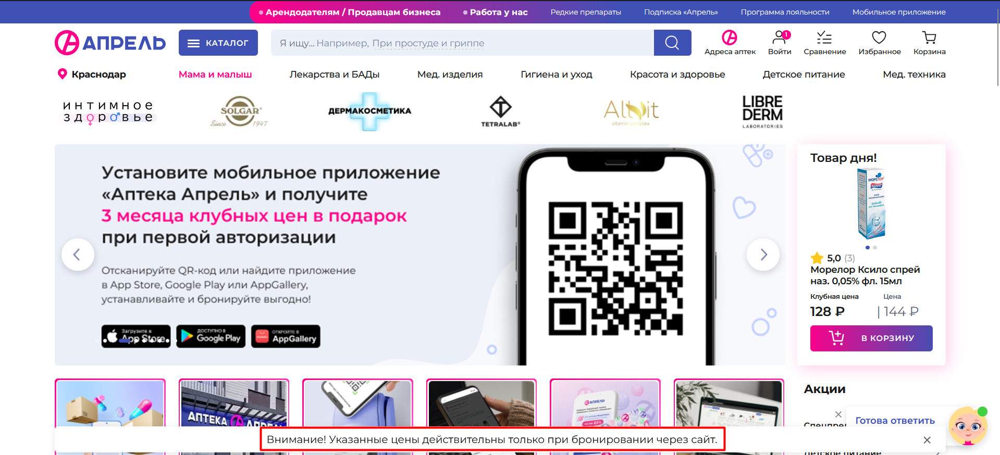 Арендодателям / Продавцам бизнеса
Работа у нас
Редкие препараты
Подписка «Апрель»
Программа лояльности
Мобильное приложение
АПРЕЛЬ
КАТАЛОГ
Я ищу... Например, При простуде и гриппе
Адреса аптек
1
Войти
Сравнение
Избранное
Корзина
Краснодар
Мама и малыш
Лекарства и БАДы
Мед. изделия
Гигиена и уход
Красота и здоровье
Детское питание
Мед. техника
интимное
здоровье
SOLGAR®
Since 1947
ДЕРМАКОСМЕТИКА
TETRALAB®
Altvit
vitamin complex
LIBRE
DERM
LABORATORIES
Установите мобильное приложение
«Аптека Апрель» и получите
3 месяца клубных цен в подарок
при первой авторизации
Отсканируйте QR-код или найдите приложение
в App Store, Google Play или AppGallery,
устанавливайте и бронируйте выгодно!
Загрузите в
App Store
ДОСТУПНО В
Google Play
ОТКРОЙТЕ В
AppGallery
Товар дня!
МОРЕЛОР
5,0 (3)
Морелор Ксило спрей
наз. 0,05% фл. 15мл
Клубная цена
Цена
128 ₽
| 144 ₽
В КОРЗИНУ
АПТЕКА АПРЕЛЬ
АПРЕЛЬ
Акции
Готова ответить
Внимание! Указанные цены действительны только при бронировании через сайт.
Детское питание